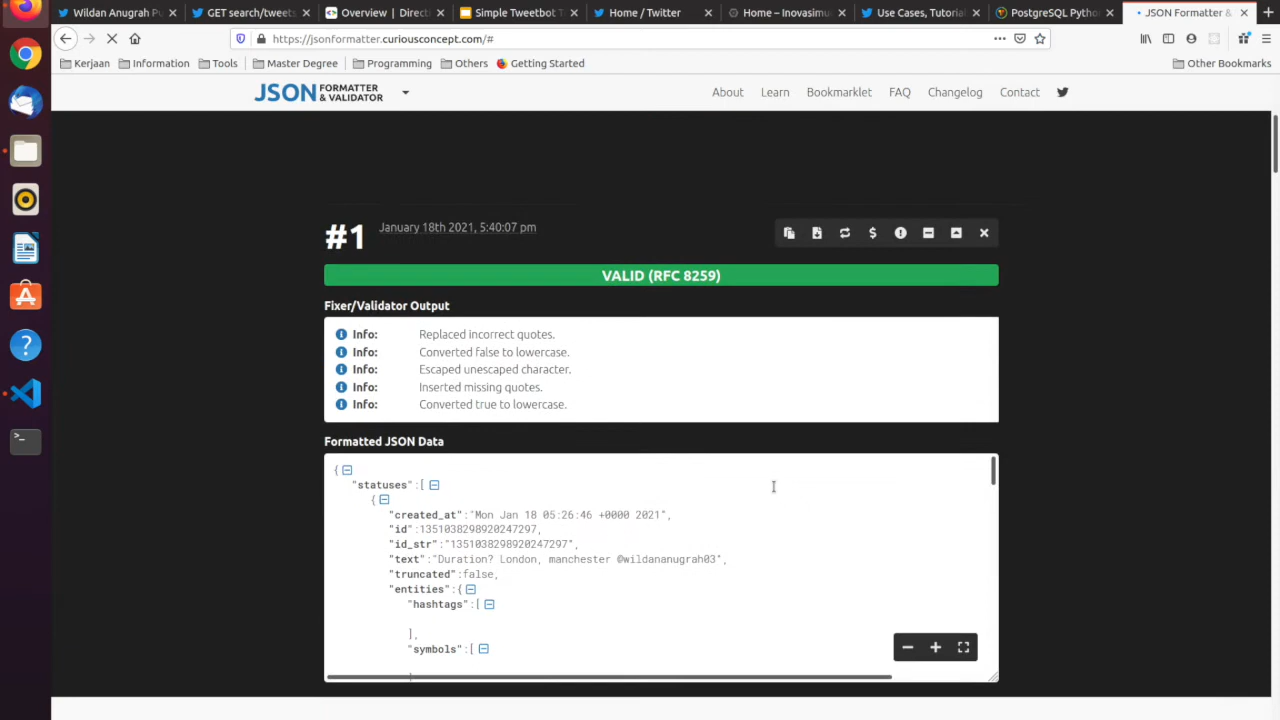 Wildan Anugrah Pu
GET search/tweets
Overview | Directi
Simple Tweetbot T
Home / Twitter
Home – Inovasimu
Use Cases, Tutorial
PostgreSQL Pytho
JSON Formatter &
https://jsonformatter.curiousconcept.com/#
Kerjaan
Information
Tools
Master Degree
Programming
Others
Getting Started
Other Bookmarks
JSON FORMATTER & VALIDATOR
About
Learn
Bookmarklet
FAQ
Changelog
Contact
#1
January 18th 2021, 5:40:07 pm
VALID (RFC 8259)
Fixer/Validator Output
Info: Replaced incorrect quotes.
Info: Converted false to lowercase.
Info: Escaped unescaped character.
Info: Inserted missing quotes.
Info: Converted true to lowercase.
Formatted JSON Data
{
"statuses":[
{
"created_at":"Mon Jan 18 05:26:46 +0000 2021",
"id":1351038298920247297,
"id_str":"1351038298920247297",
"text":"Duration? London, manchester @wildananugrah03",
"truncated":false,
"entities":{
"hashtags":[
],
"symbols":[